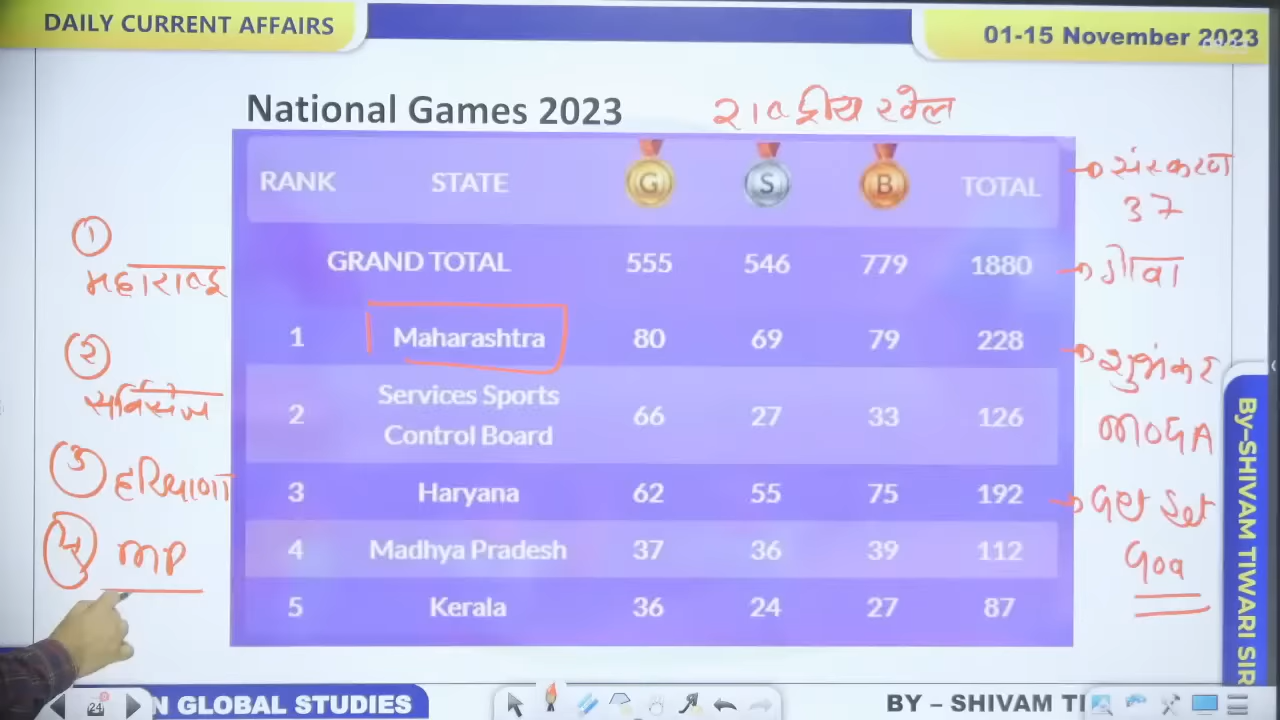 DAILY CURRENT AFFAIRS
01-15 November 2023
National Games 2023
राष्ट्रीय खेल
RANK STATE G S B TOTAL
GRAND TOTAL 555 546 779 1880
1 Maharashtra 80 69 79 228
2 Services Sports Control Board 66 27 33 126
3 Haryana 62 55 75 192
4 Madhya Pradesh 37 36 39 112
5 Kerala 36 24 27 87
1
महाराष्ट्र
२
सर्विसेज
3
हरियाणा
४
MP
संस्करण
37
गोवा
शुभंकर
MOGA
Get Set
Goa
By-SHIVAM TIWARI SIR
24
N GLOBAL STUDIES
BY – SHIVAM TI